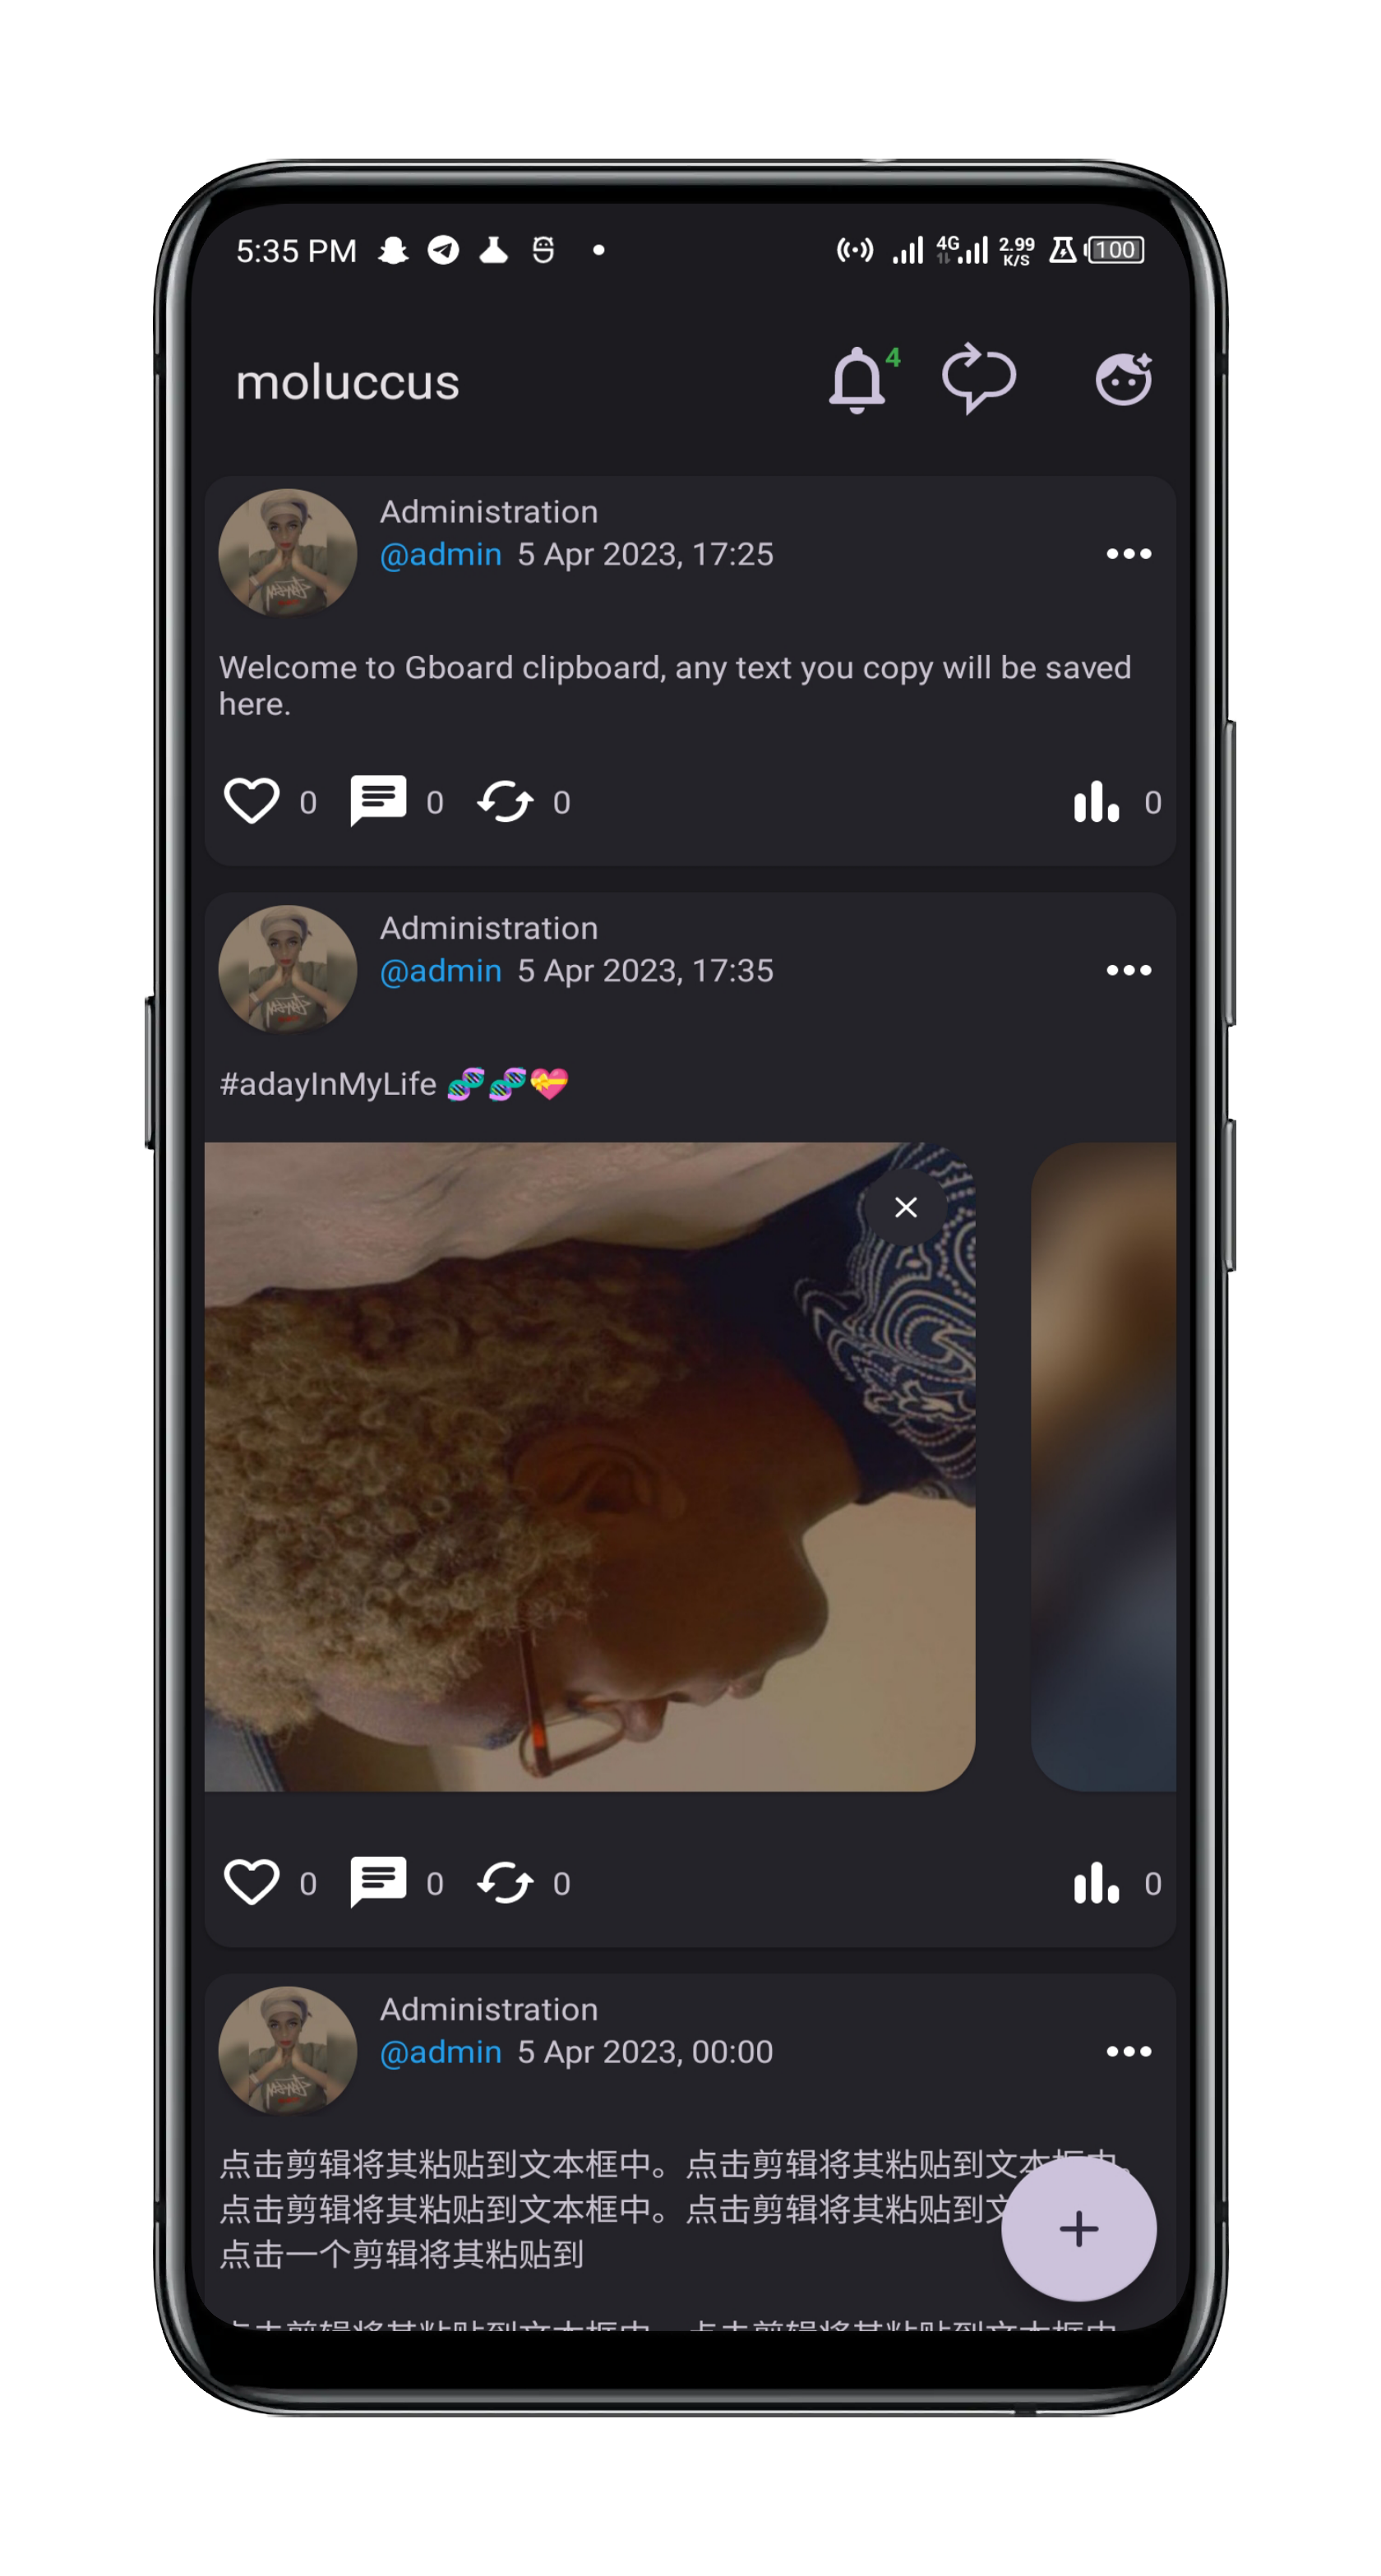 5:35 PM 4G 2.99 K/S 100
moluccus 4
Administration
@admin 5 Apr 2023, 17:25
Welcome to Gboard clipboard, any text you copy will be saved
here.
0 0 0 0
Administration
@admin 5 Apr 2023, 17:35
#adayInMyLife 🧬🧬💝
0 0 0 0
Administration
@admin 5 Apr 2023, 00:00
点击剪辑将其粘贴到文本框中。点击剪辑将其粘贴到文本框中。
点击剪辑将其粘贴到文本框中。点击剪辑将其粘贴到文
点击一个剪辑将其粘贴到